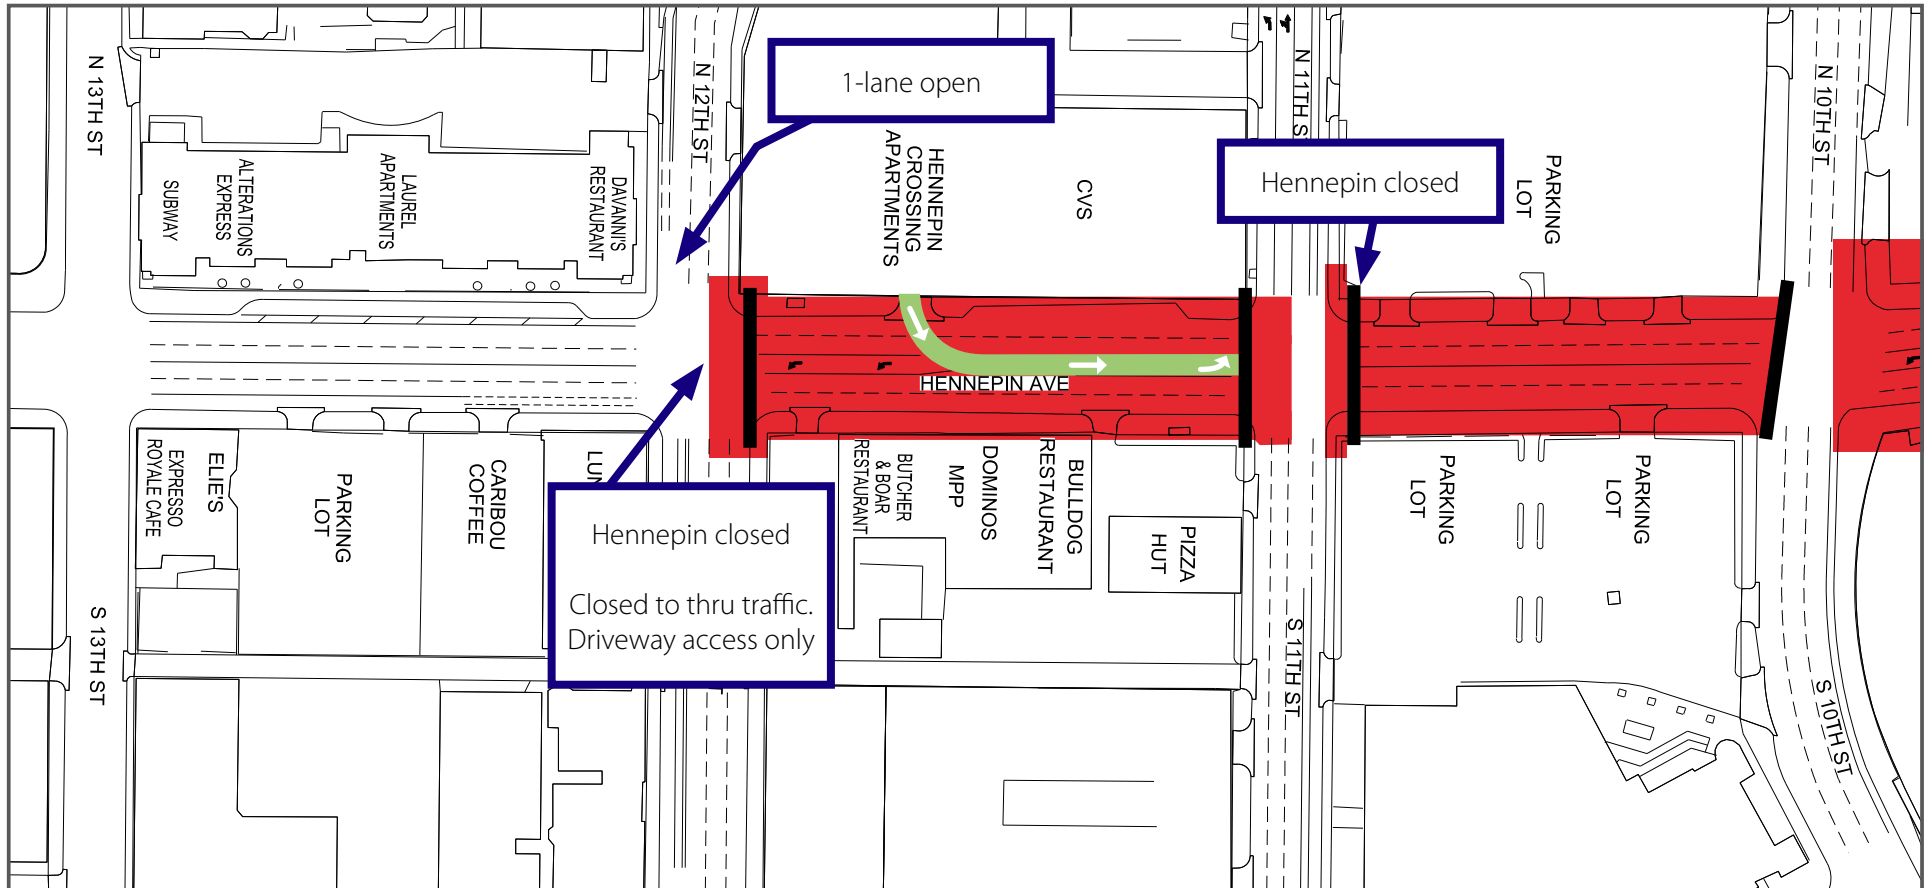 N 13TH ST
N 12TH ST
1-lane open
N 11TH S
N 10TH ST
Hennepin closed
SUBWAY
ALTERATIONS
EXPRESS
LAUREL
APARTMENTS
DAVANNI'S
RESTAURANT
HENNEPIN
CROSSING
APARTMENTS
CVS
PARKING
LOT
HENNEPIN AVE
EXPRESSO
ROYALE CAFE
ELIE'S
PARKING
LOT
CARIBOU
COFFEE
LUN
Hennepin closed
Closed to thru traffic.
Driveway access only
BUTCHER
& BOAR
RESTAURANT
MPP
DOMINOS
BULLDOG
RESTAURANT
PIZZA
HUT
PARKING
LOT
PARKING
LOT
S 13TH ST
S 11TH ST
S 10TH ST